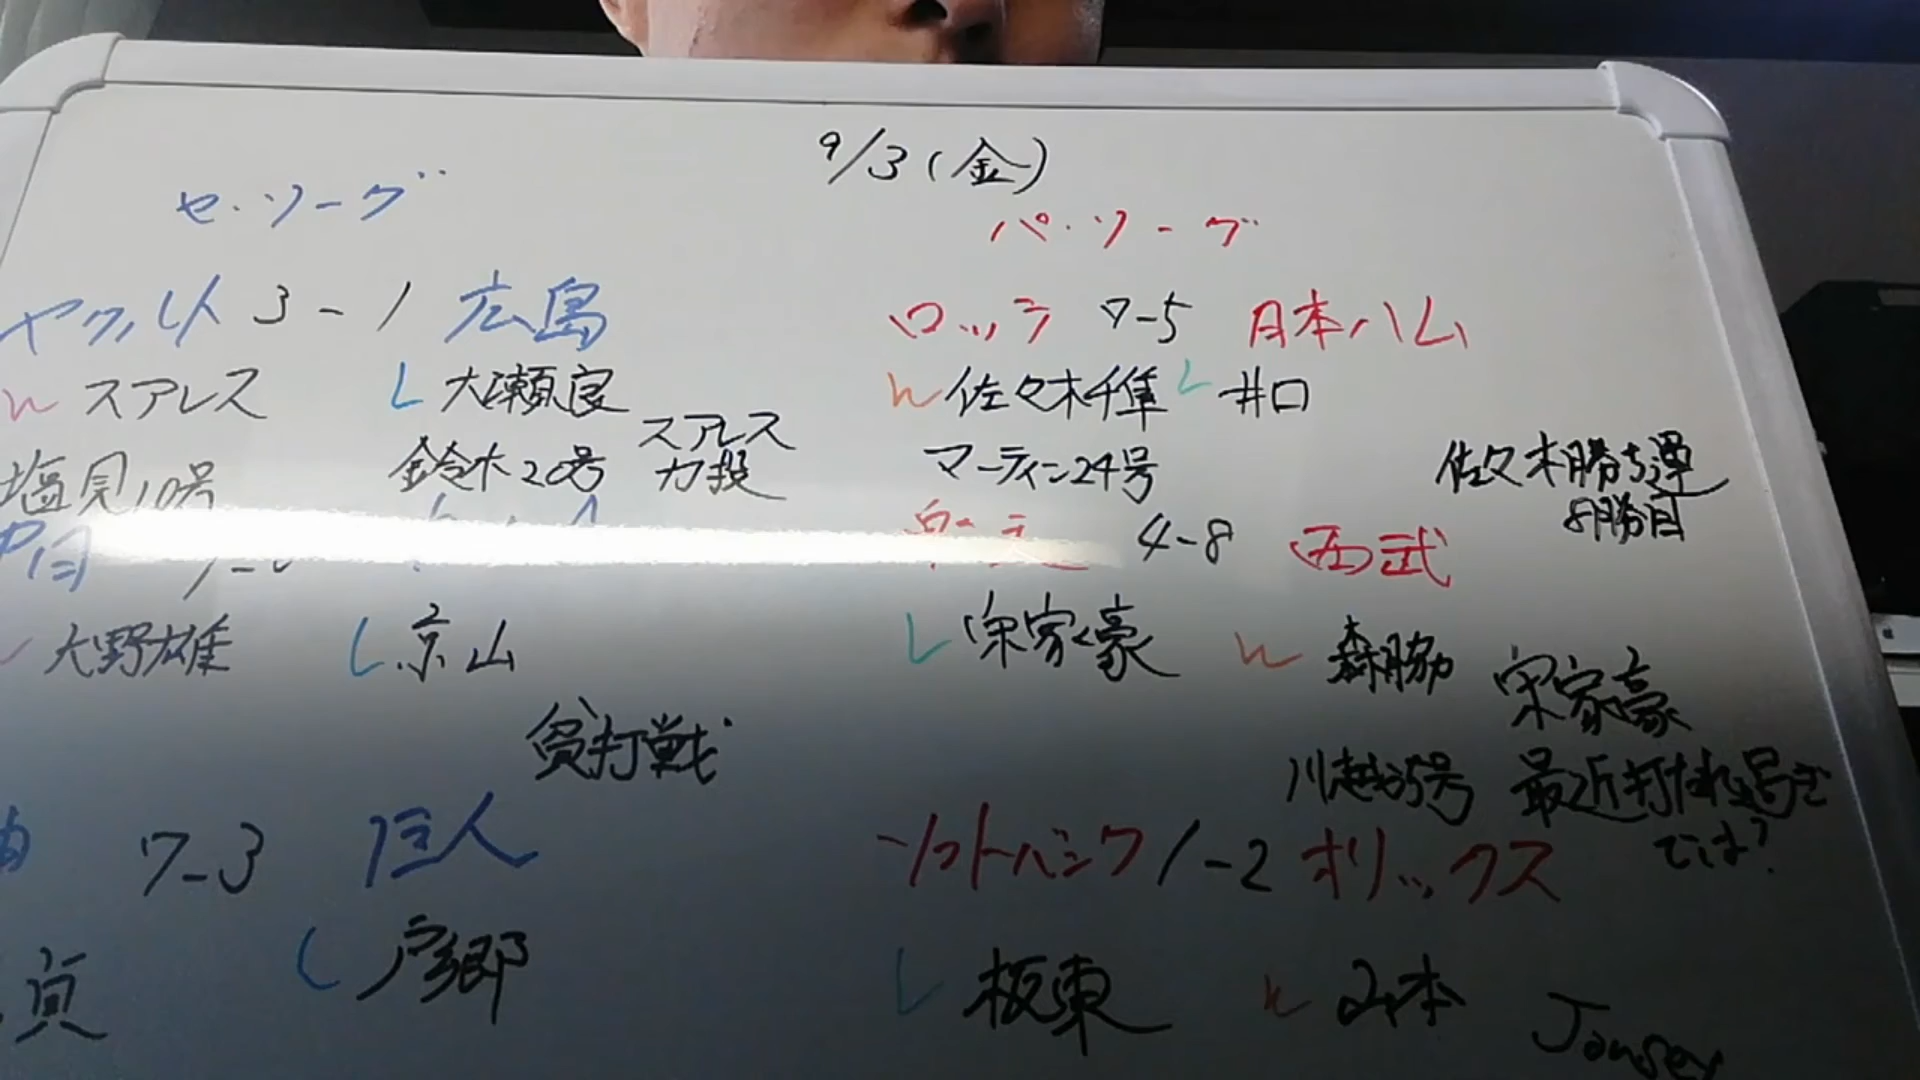 9/3(金)
セ・リーグ
ヤクルト 3-1 広島
W スアレス L 大瀬良
塩見10号 鈴木20号 スアレス
力投
中日
大野雄 L 京山
貧打戦
7-3 巨人
L 戸郷
パ・リーグ
ロッテ 7-5 日本ハム
W 佐々木千隼 L 井口
マーティン24号
佐々木勝ち運
8勝目
4-8 西武
L 宋家豪 W 森脇
川越5号
宋家豪
最近打たれ過ぎ
では?
ソフトバンク 1-2 オリックス
L 板東 W 山本